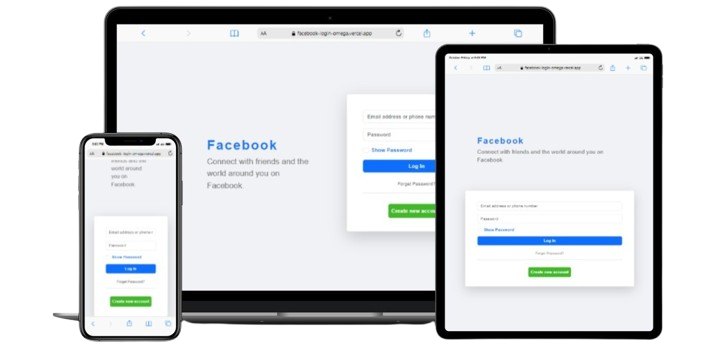 AA facebook-login-omega.vercel.app
Facebook
Connect with friends and the
world around you on
Facebook.
Email address or phone num
Password
Show Password
Log In
Forgot Password?
Create new accou
facebook-login-omega.vercel.app
Facebook
Connect with friends and the world around you on
Facebook.
Email address or phone number
Password
Show Password
Log In
Forgot Password?
Create new account
AA facebook-login-omega.vercel.app
world around
you on
Facebook.
Email address or phone n
Password
Show Password
Log In
Forgot Password?
Create new account